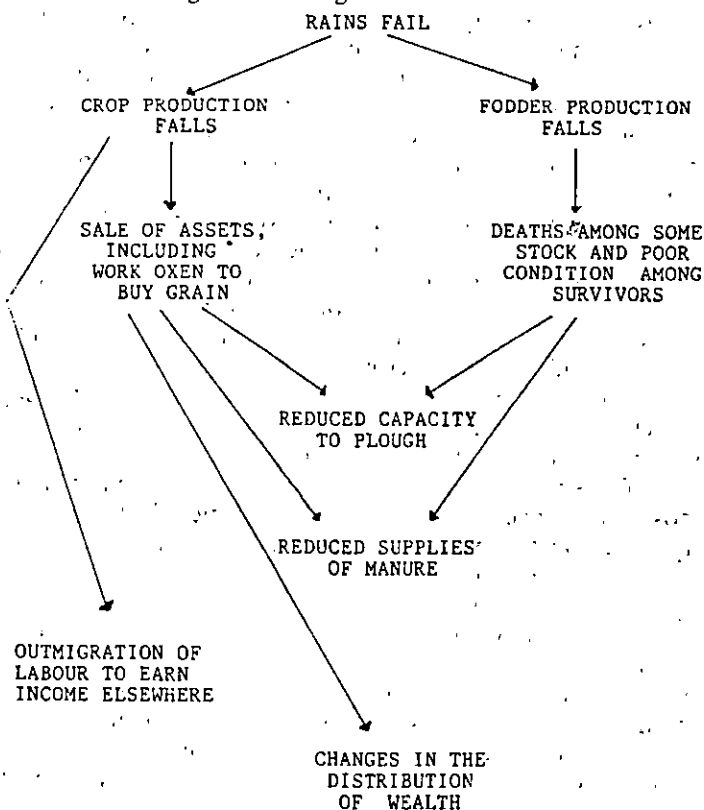 RAINS FAIL
CROP PRODUCTION
FALLS
FODDER PRODUCTION
FALLS
SALE OF ASSETS,
INCLUDING
WORK OXEN TO
BUY GRAIN
DEATHS AMONG SOME
STOCK AND POOR
CONDITION AMONG
SURVIVORS
REDUCED CAPACITY
TO PLOUGH
REDUCED SUPPLIES
OF MANURE
OUTMIGRATION OF
LABOUR TO EARN
INCOME ELSEWHERE
CHANGES IN THE
DISTRIBUTION
OF WEALTH